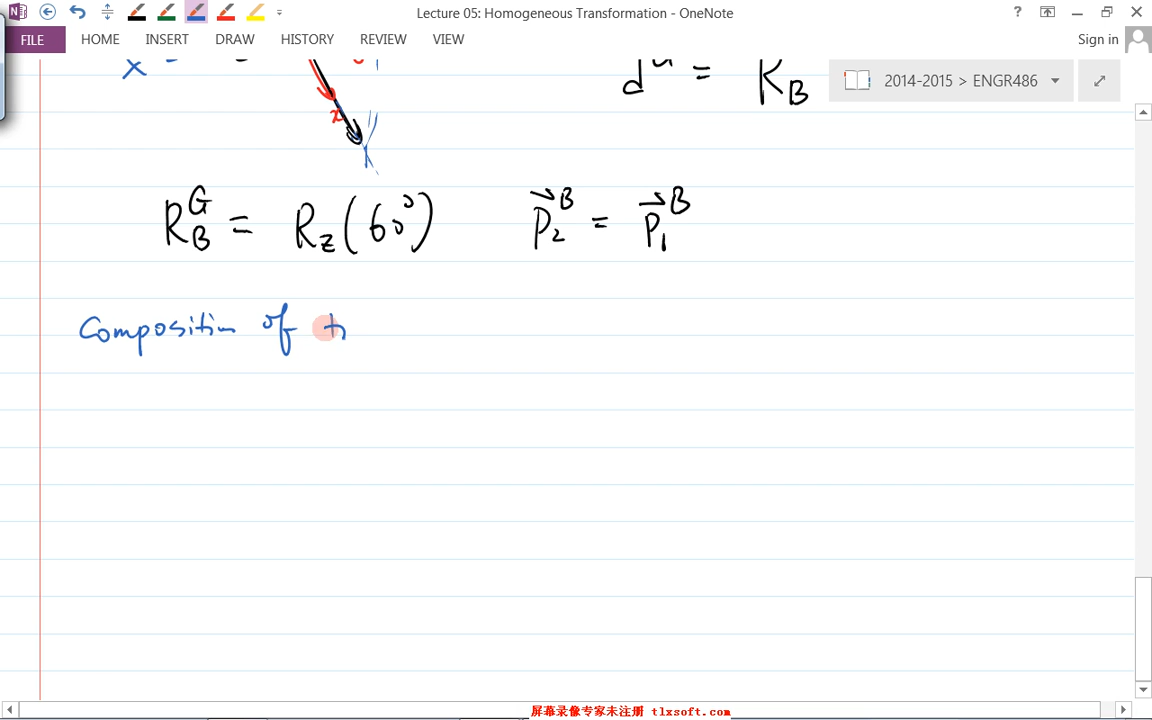 Lecture 05: Homogeneous Transformation - OneNote
?
FILE HOME INSERT DRAW HISTORY REVIEW VIEW Sign in
2014-2015 > ENGR486
X =
d = R_B
x
R_B^G = R_z(60°) P_2^B = P_1^B
Composition of
屏幕录像专家未注册 tlxsoft.com